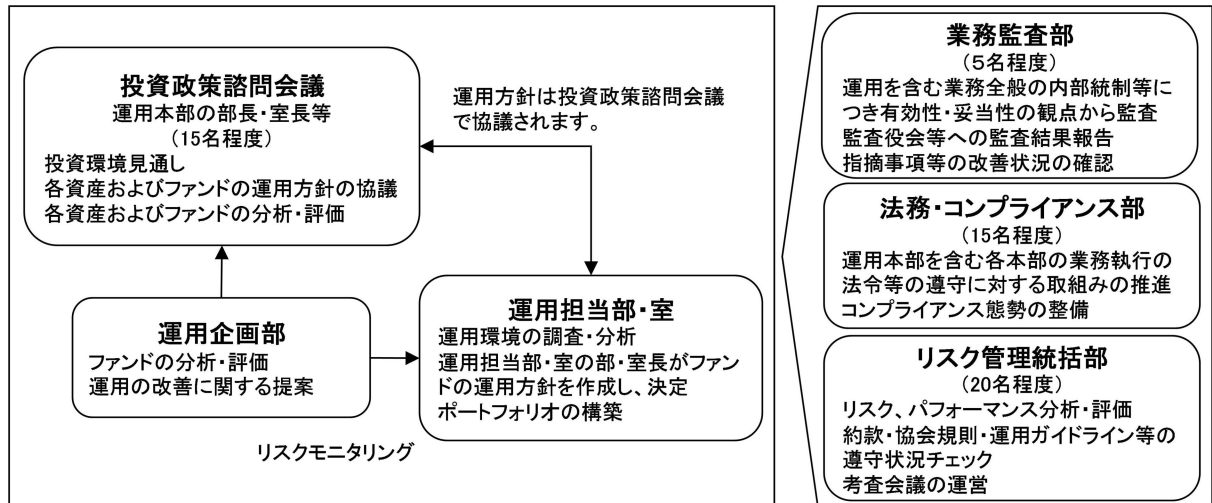 投資政策諮問会議
運用本部の部長・室長等
(15名程度)
投資環境見通し
各資産およびファンドの運用方針の協議
各資産およびファンドの分析・評価
運用方針は投資政策諮問会議
で協議されます。
運用企画部
ファンドの分析・評価
運用の改善に関する提案
運用担当部・室
運用環境の調査・分析
運用担当部・室の部・室長がファン
ドの運用方針を作成し、決定
ポートフォリオの構築
リスクモニタリング
業務監査部
(5名程度)
運用を含む業務全般の内部統制等に
つき有効性・妥当性の観点から監査
監査役会等への監査結果報告
指摘事項等の改善状況の確認
法務・コンプライアンス部
(15名程度)
運用本部を含む各本部の業務執行の
法令等の遵守に対する取組みの推進
コンプライアンス態勢の整備
リスク管理統括部
(20名程度)
リスク、パフォーマンス分析・評価
約款・協会規則・運用ガイドライン等の
遵守状況チェック
考査会議の運営